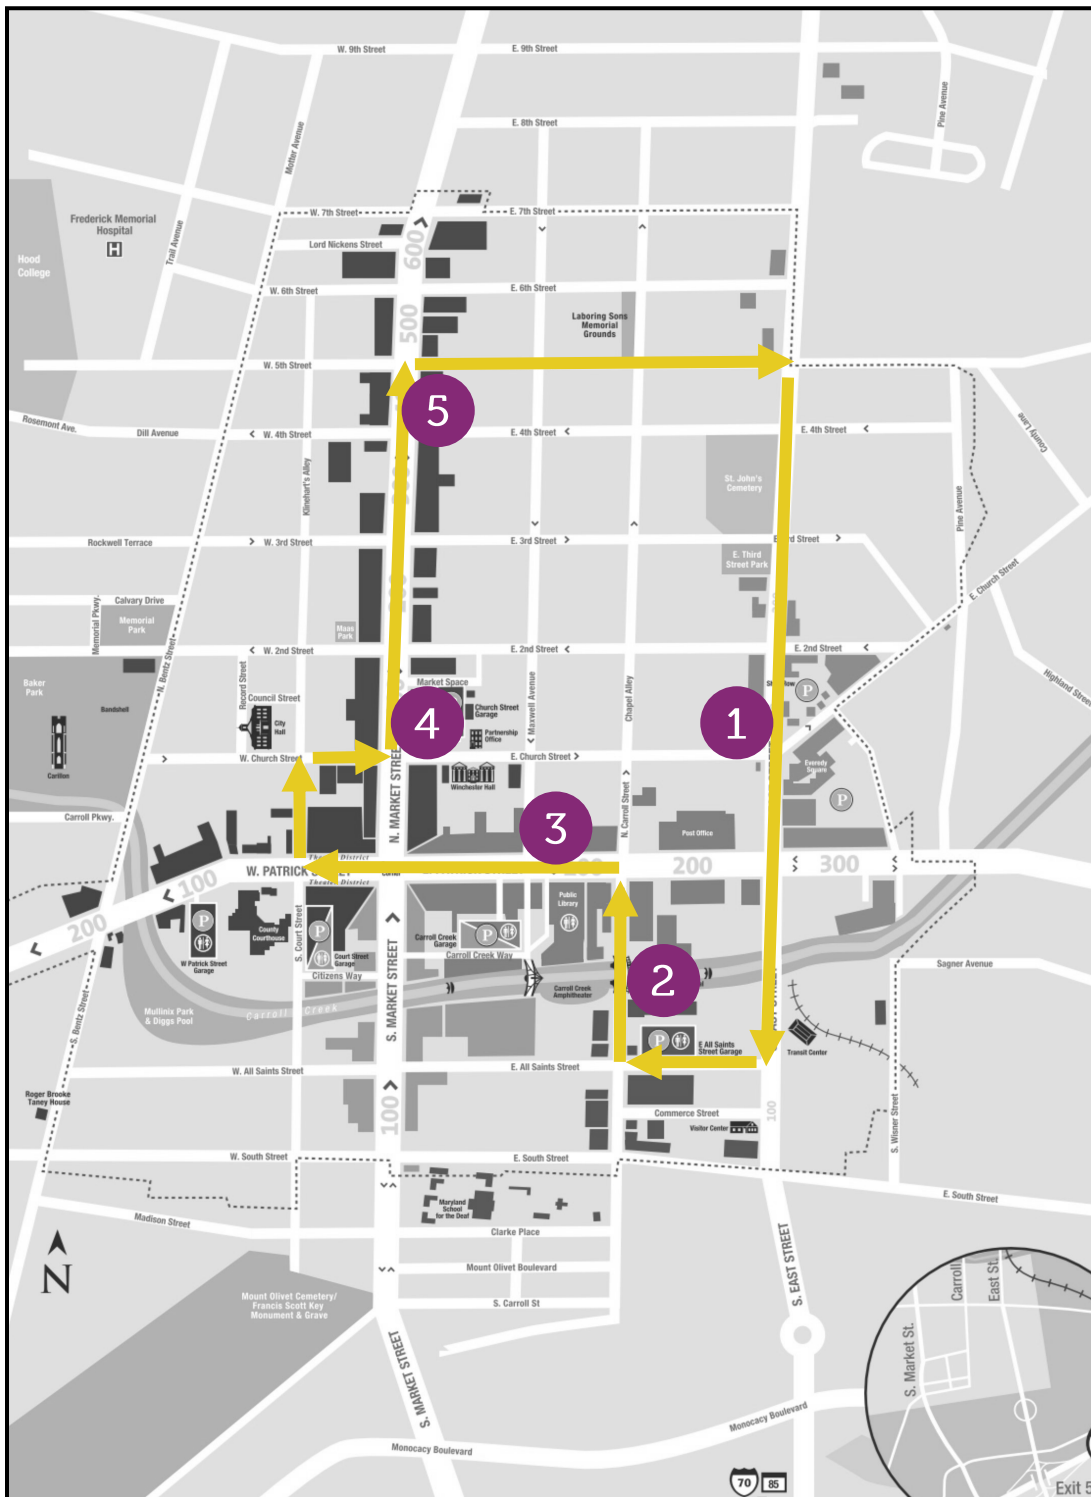 W. 9th Street
E. 9th Street
E. 8th Street
Pine Avenue
Motter Avenue
Frederick Memorial
Hospital
H
Trail Avenue
Hood
College
W. 7th Street
E. 7th Street
Lord Nickens Street
600
W. 6th Street
E. 6th Street
500
Laboring Sons
Memorial
Grounds
W. 5th Street
5
Rosemont Ave.
Dill Avenue
W. 4th Street
E. 4th Street
E. 4th Street
County Lane
Klinehart's Alley
St. John's
Cemetery
Pine Avenue
Rockwell Terrace
W. 3rd Street
E. 3rd Street
E. Third
Street Park
E. Church Street
Calvary Drive
Memorial Pkwy.
Memorial
Park
Maas
Park
N. Bentz Street
W. 2nd Street
E. 2nd Street
E. 2nd Street
Baker
Park
Record Street
Council Street
Market Space
Maxwell Avenue
Chapel Alley
P
Highland Street
Bandshell
City
Hall
4
Church Street
Garage
Partnership
Office
1
Carillon
W. Church Street
E. Church Street
Winchester Hall
Everedy
Square
P
N. MARKET STREET
N. Carroll Street
Carroll Pkwy.
3
Post Office
Theater District
W. PATRICK
Theater District
100
200
200
300
200
P
W Patrick Street
Garage
County
Courthouse
S. Court Street
P
Court Street
Garage
Citizens Way
Carroll Creek
Garage
P
Carroll Creek Way
Public
Library
S. MARKET STREET
Carroll Creek
Amphitheater
2
Sagner Avenue
Mullinix Park
& Diggs Pool
Carroll Creek
S. Bentz Street
P
E All Saints
Street Garage
Transit Center
W. All Saints Street
E. All Saints Street
Roger Brooke
Taney House
100
100
Commerce Street
Visitor Center
S. Wisner Street
W. South Street
E. South Street
E. South Street
Maryland
School
for the Deaf
Madison Street
Clarke Place
N
Mount Olivet Boulevard
S. EAST STREET
Mount Olivet Cemetery/
Francis Scott Key
Monument & Grave
S. Carroll St
S. MARKET STREET
Carroll
East St.
S. Market St.
Monocacy Boulevard
Monocacy Boulevard
70
85
Exit